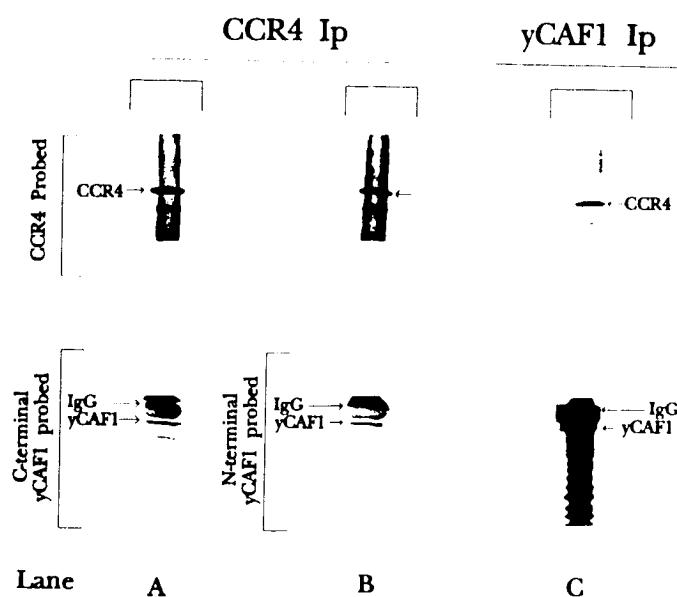 CCR4 Ip
yCAF1 Ip
CCR4 Probed
CCR4
CCR4
C-terminal
yCAF1 probed
IgG
yCAF1
N-terminal
yCAF1 probed
IgG
yCAF1
IgG
yCAF1
Lane A B C